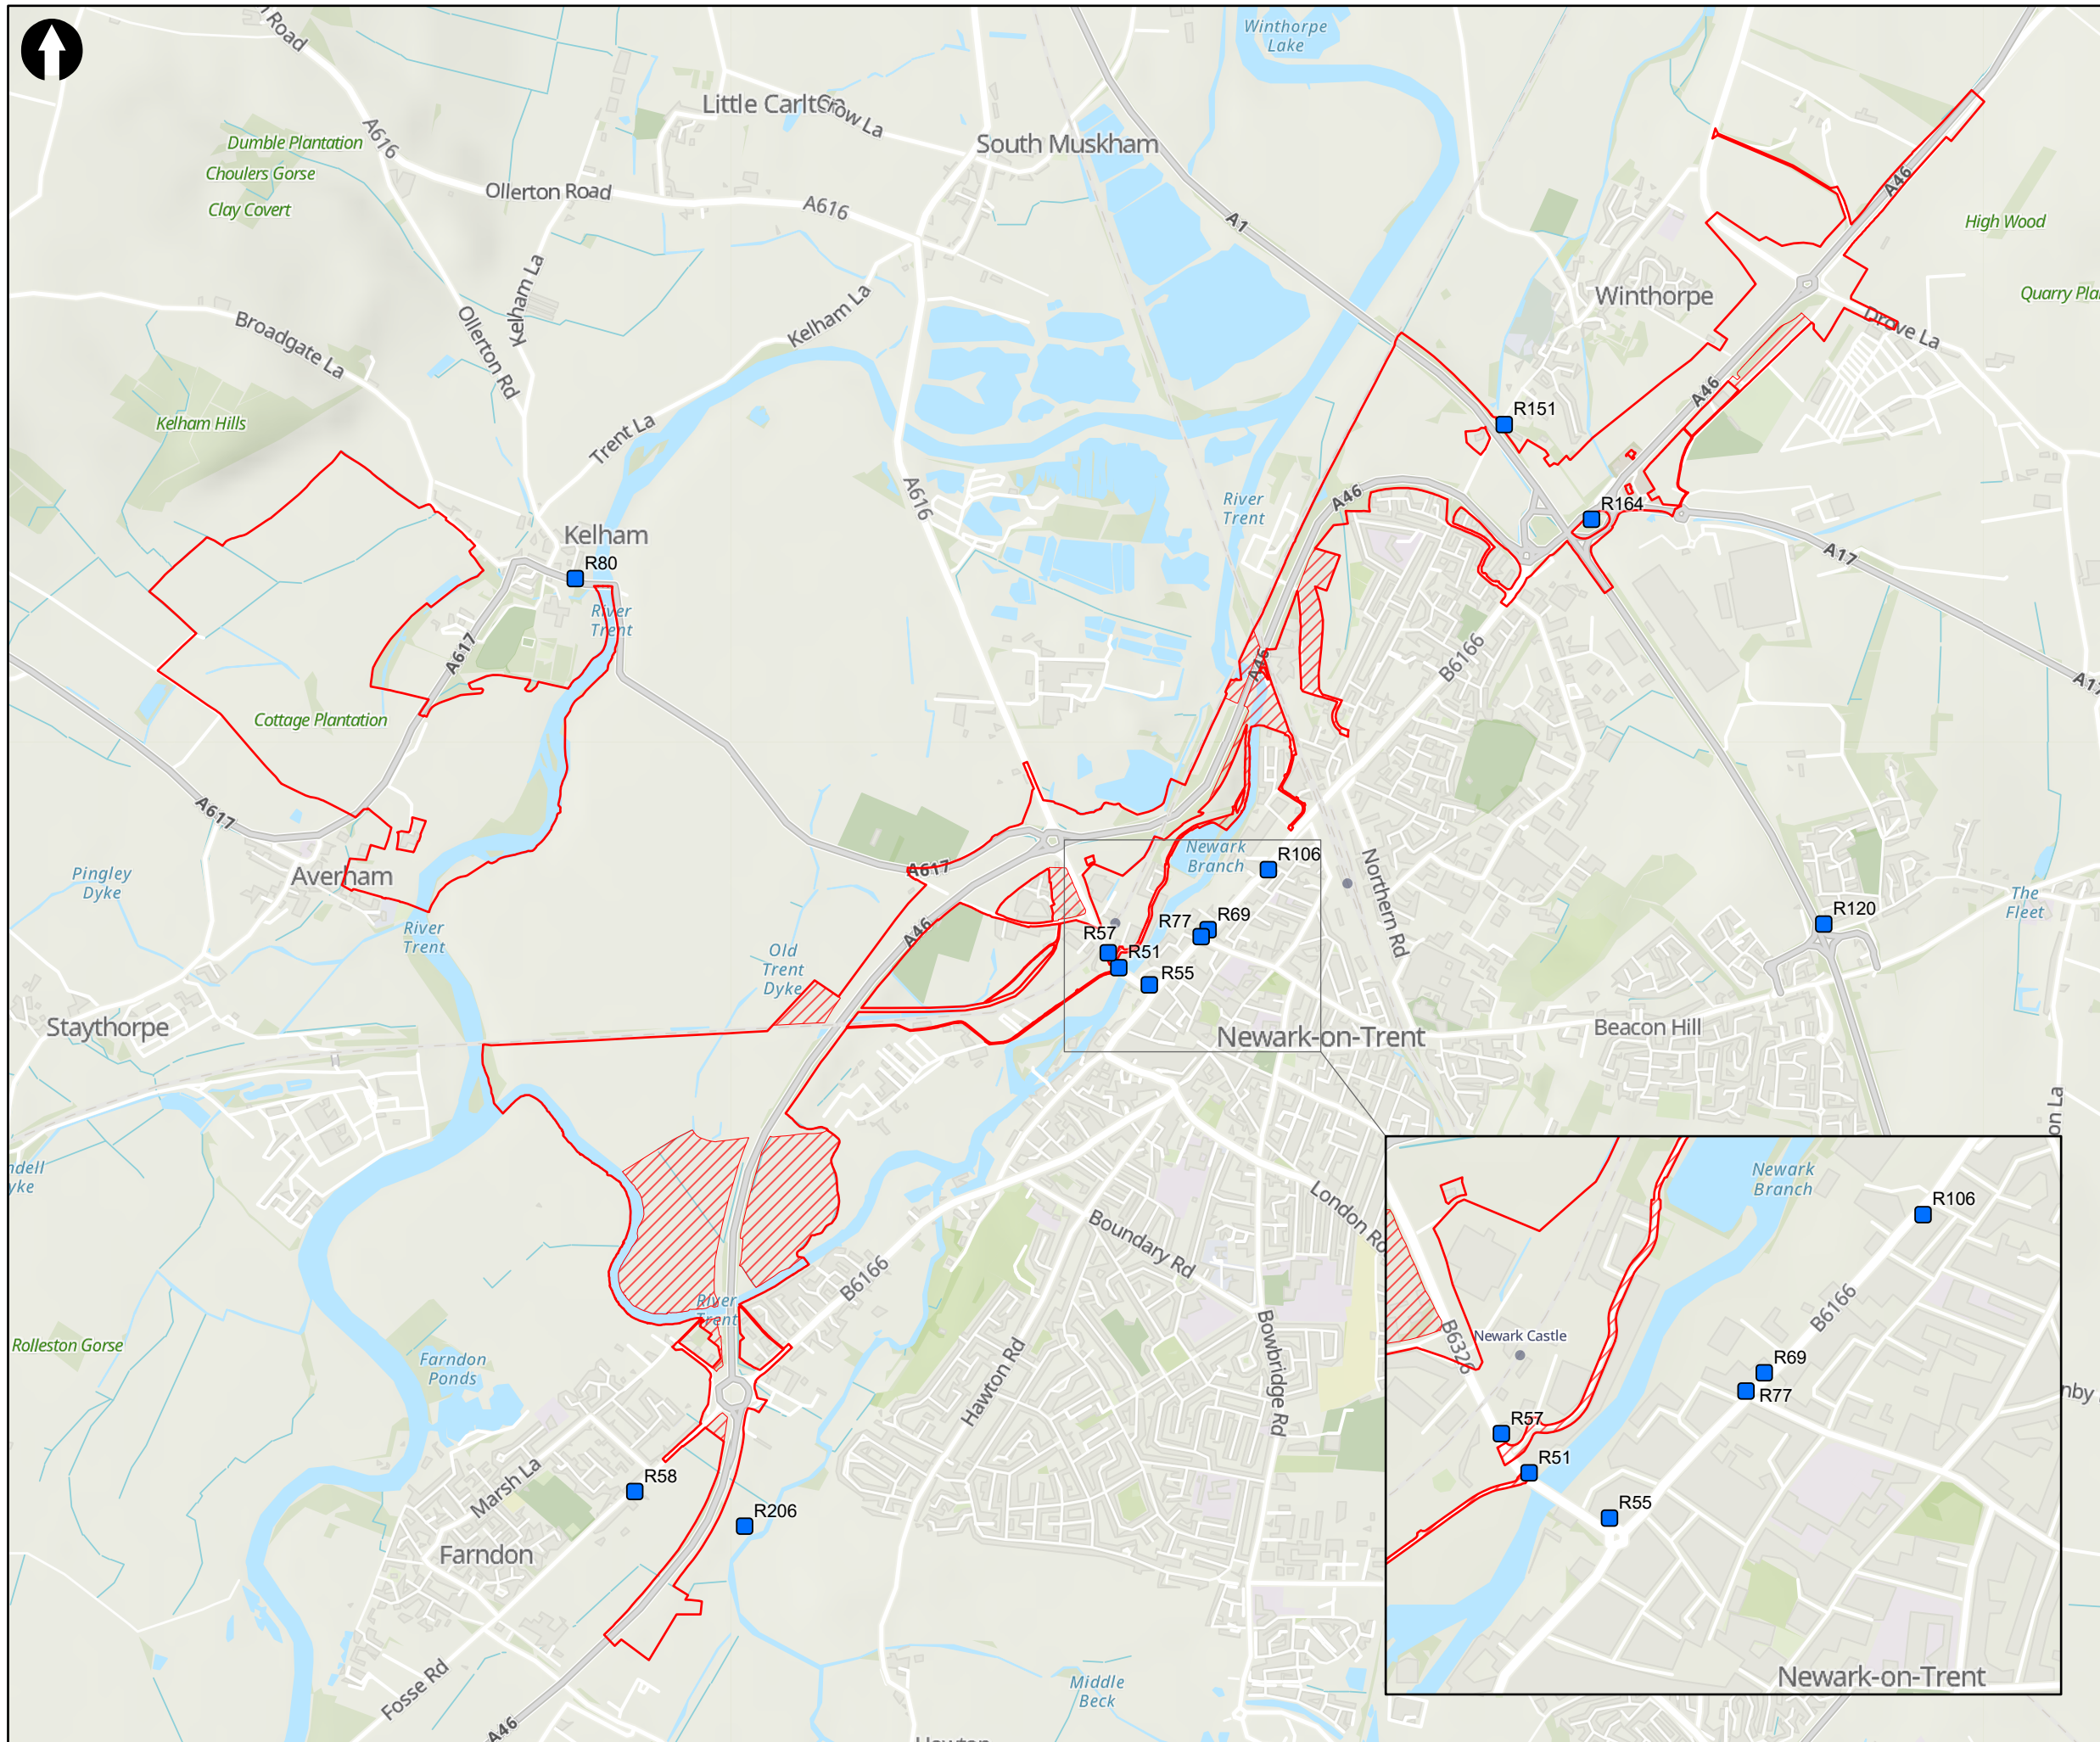 Winthorpe
Lake
Road
Little Carlton
Crow La
A616
Dumble Plantation
Choulers Gorse
Clay Covert
South Muskham
Ollerton Road
A616
A1
A46
High Wood
Kelham La
Winthorpe
Kelham La
Drove La
Broadgate La
Ollerton Rd
A46
R151
Kelham Hills
Trent La
A616
River
Trent
A46
R164
Kelham
R80
A17
River
Trent
A617
A46
B6166
A17
Cottage Plantation
A617
Averham
Pingley
Dyke
A617
Newark
Branch
R106
Northern Rd
The
Fleet
River
Trent
A46
R57
R77
R69
R51
R55
R120
Old
Trent
Dyke
Staythorpe
Newark-on-Trent
Beacon Hill
on La
ndell
yke
Boundary Rd
London Rd
B6166
River
Trent
Rolleston Gorse
Farndon
Ponds
Hawton Rd
Bowbridge Rd
Marsh La
R58
R206
Farndon
Fosse Rd
A46
Middle
Beck
Newark
Branch
R106
B6166
B6326
Newark Castle
R69
R77
R57
R51
R55
nby
Newark-on-Trent